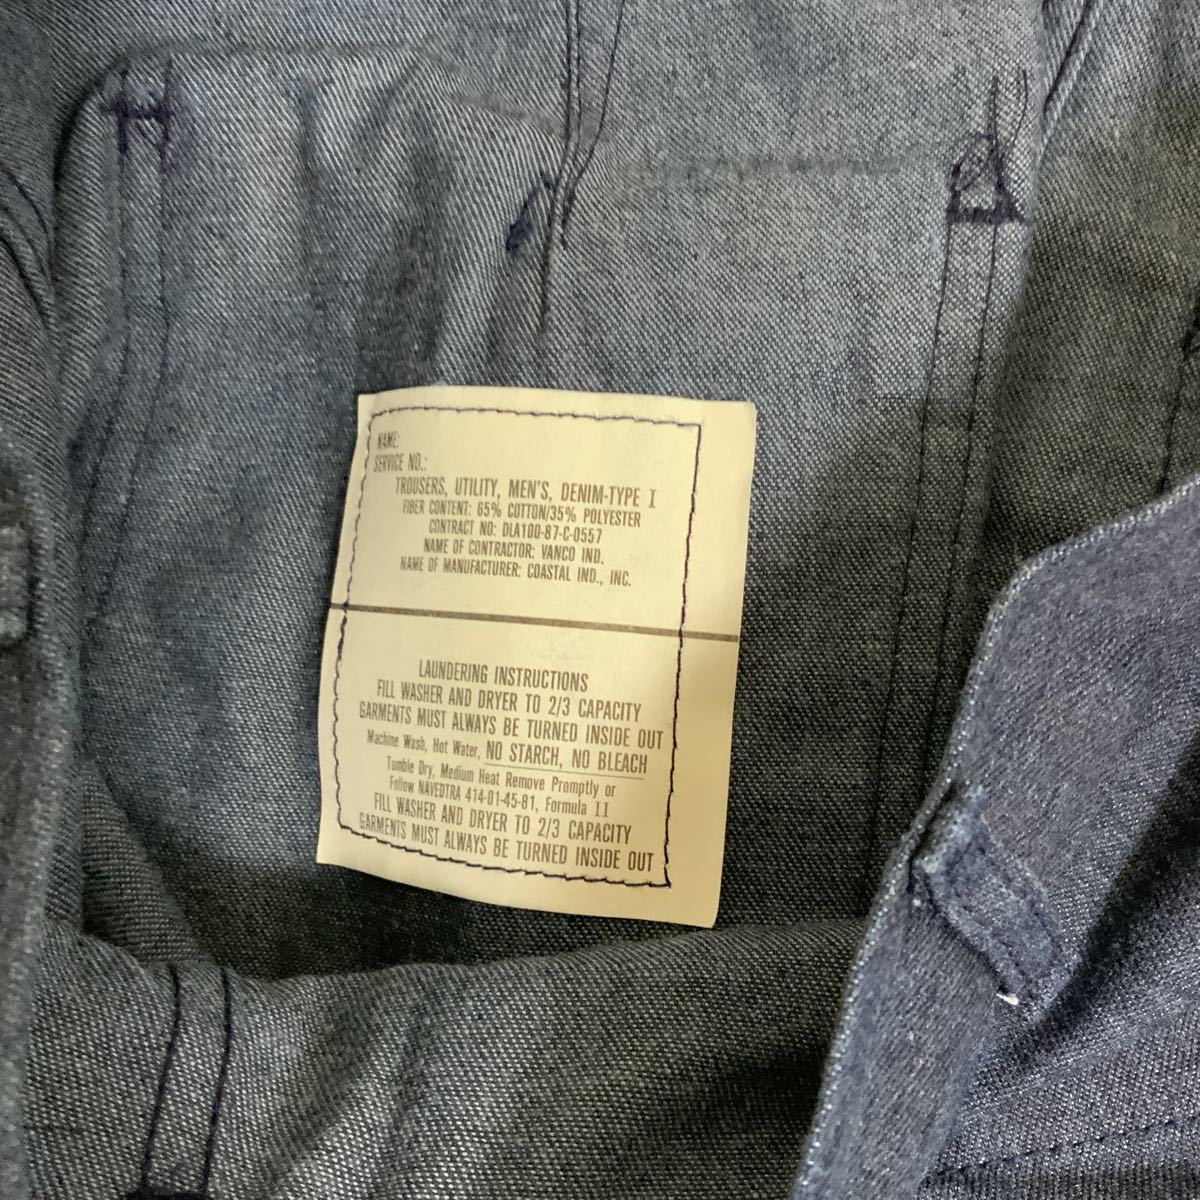 NAME:
SERVICE NO.:
TROUSERS, UTILITY, MEN'S, DENIM-TYPE I
FIBER CONTENT: 65% COTTON/35% POLYESTER
CONTRACT NO: DLA100-87-C-0557
NAME OF CONTRACTOR: VANCO IND.
NAME OF MANUFACTURER: COASTAL IND., INC.
LAUNDERING INSTRUCTIONS
FILL WASHER AND DRYER TO 2/3 CAPACITY
GARMENTS MUST ALWAYS BE TURNED INSIDE OUT
Machine Wash, Hot Water, NO STARCH, NO BLEACH
Tumble Dry, Medium Heat Remove Promptly or
Follow NAVEDTRA 414-01-45-81, Formula II
FILL WASHER AND DRYER TO 2/3 CAPACITY
GARMENTS MUST ALWAYS BE TURNED INSIDE OUT